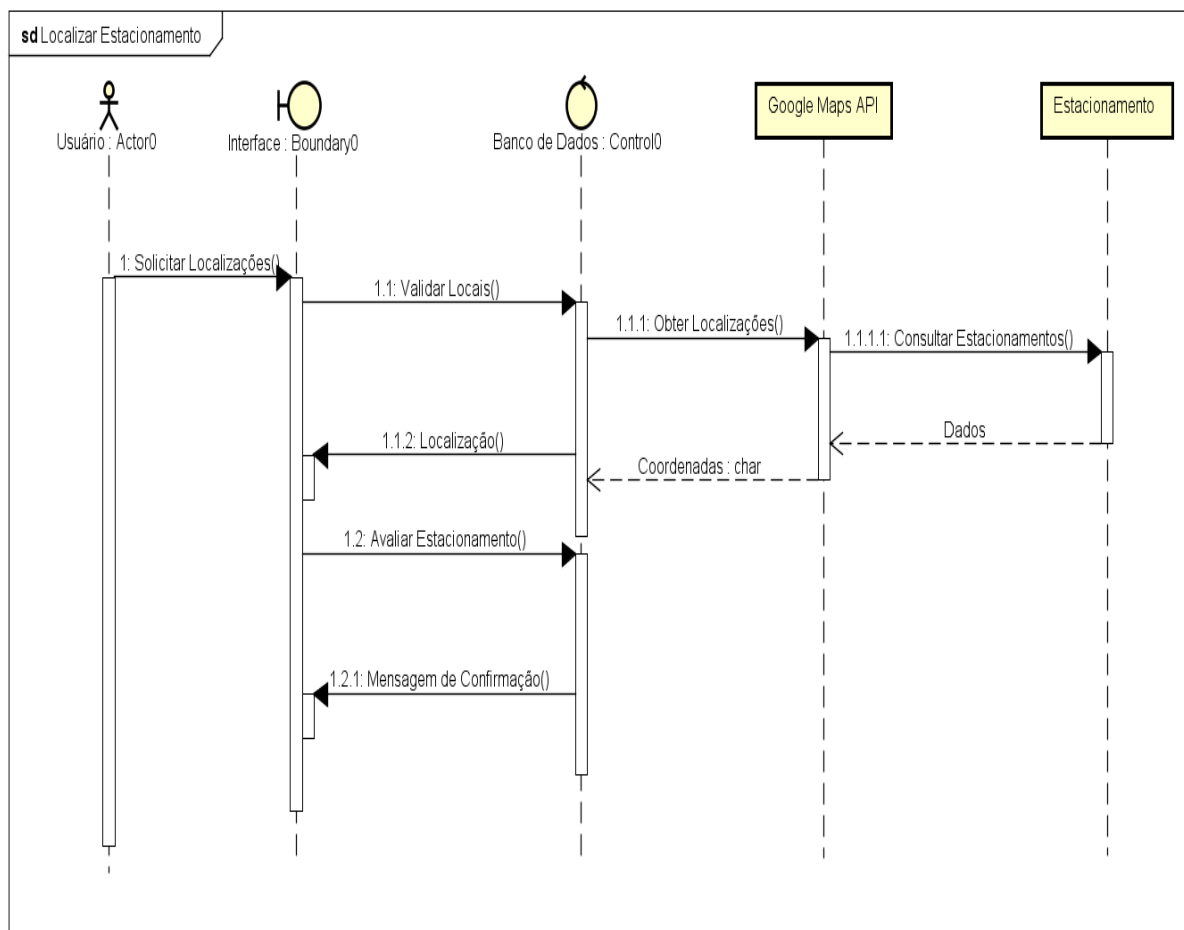 sd Localizar Estacionamento
Usuário : Actor0
Interface : Boundary0
Banco de Dados : Control0
Google Maps API
Estacionamento
1: Solicitar Localizações()
1.1: Validar Locais()
1.1.1: Obter Localizações()
1.1.1.1: Consultar Estacionamentos()
Dados
1.1.2: Localização()
Coordenadas : char
1.2: Avaliar Estacionamento()
1.2.1: Mensagem de Confirmação()